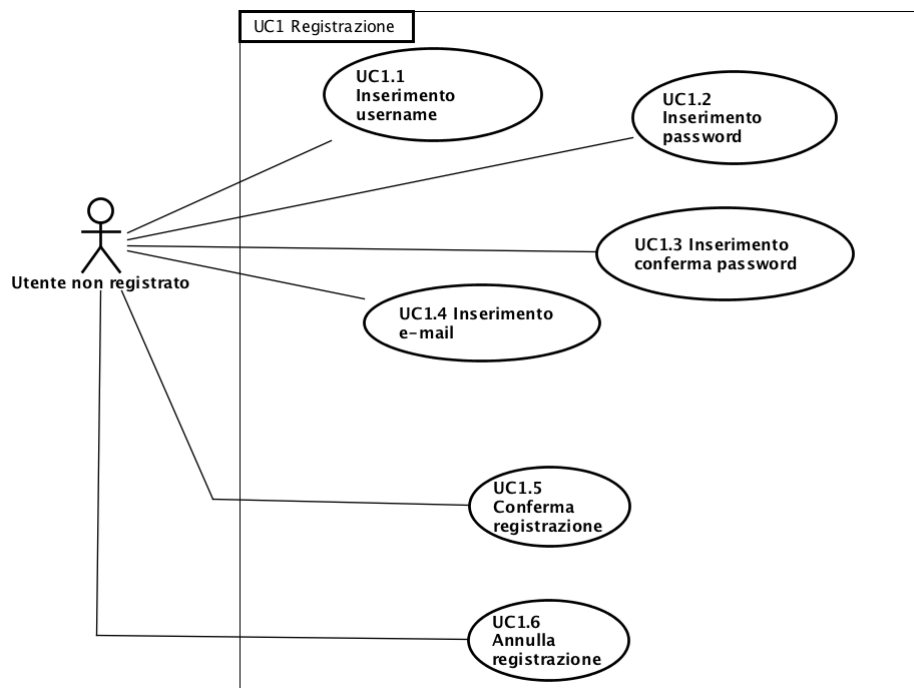 UC1 Registrazione
UC1.1
Inserimento
username
UC1.2
Inserimento
password
UC1.3 Inserimento
conferma password
Utente non registrato
UC1.4 Inserimento
e-mail
UC1.5
Conferma
registrazione
UC1.6
Annulla
registrazione